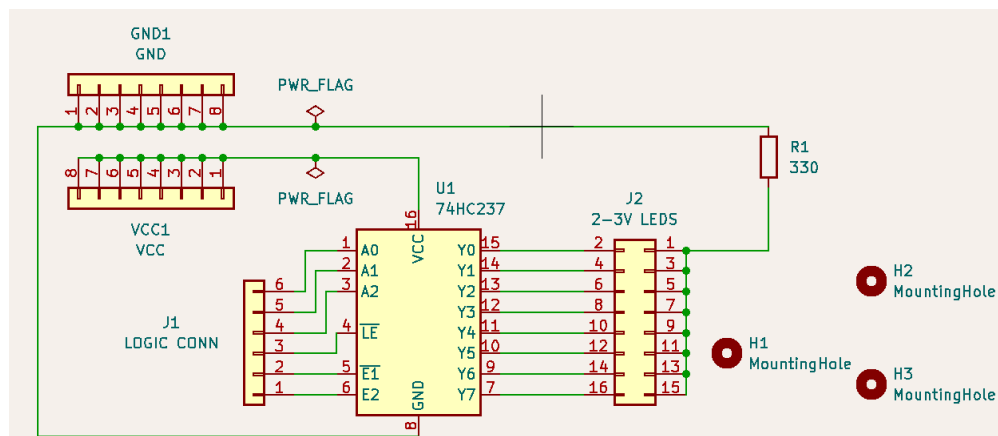 GND1
GND
PWR_FLAG
1 2 3 4 5 6 7 8
R1
330
8 7 6 5 4 3 2 1
PWR_FLAG
VCC1
VCC
U1
74HC237
J2
2-3V LEDS
16
VCC
1 A0 Y0 15 2 1
2 A1 Y1 14 4 3
6 3 A2 Y2 13 6 5
5 Y3 12 8 7
4 4 LE Y4 11 10 9
3 Y5 10 12 11
2 5 E1 Y6 9 14 13
1 6 E2 Y7 7 16 15
GND
8
J1
LOGIC CONN
H2
MountingHole
H1
MountingHole
H3
MountingHole